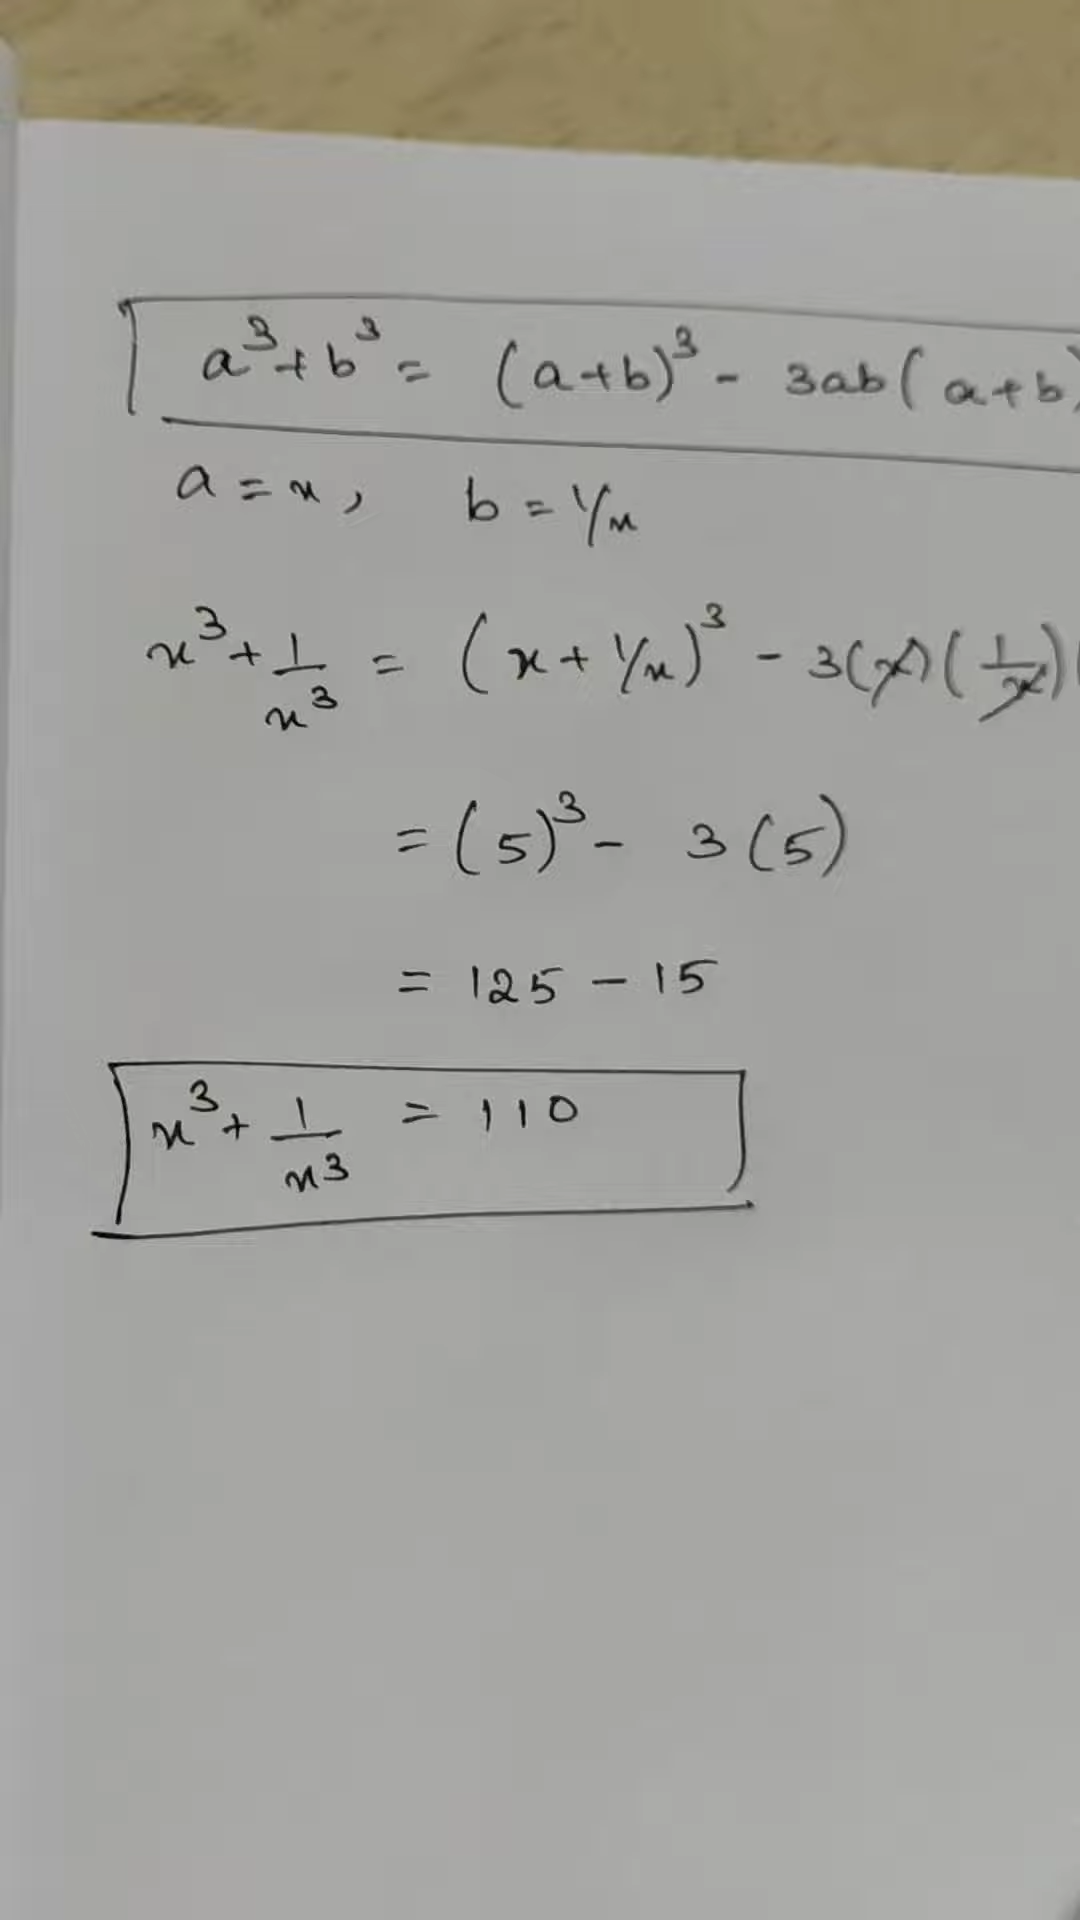 a³+b³ = (a+b)³ - 3ab(a+b)
a = x, b = 1/x
x³ + 1/x³ = (x + 1/x)³ - 3(x)(1/x)(
= (5)³ - 3(5)
= 125 - 15
x³ + 1/x³ = 110